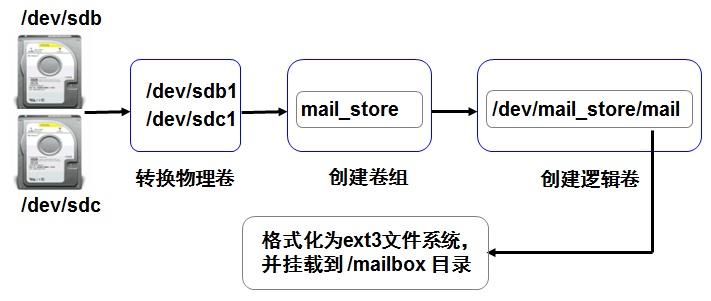 /dev/sdb
/dev/sdc
/dev/sdb1
/dev/sdc1
转换物理卷
mail_store
创建卷组
/dev/mail_store/mail
创建逻辑卷
格式化为ext3文件系统，
并挂载到 /mailbox 目录